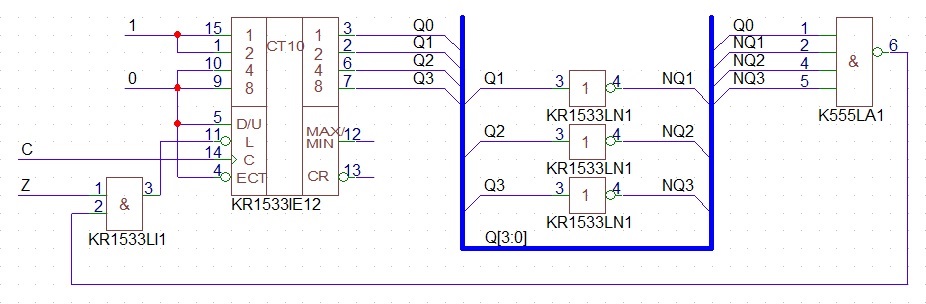 1 15 1 CT10 1 3 Q0 Q0 1
1 2 2 2 Q1 NQ1 2 & 6
10 4 4 6 Q2 NQ2 4
0 9 8 8 7 Q3 NQ3 5
Q1 3 1 4 NQ1
KR1533LN1 K555LA1
5 D/U
11 L MAX/ 12
MIN
Q2 3 1 4 NQ2
C 14 C
KR1533LN1
4 ECT CR 13
Z 1 & 3
2
Q3 3 1 4 NQ3
KR1533IE12
KR1533LN1
KR1533LI1
Q[3:0]